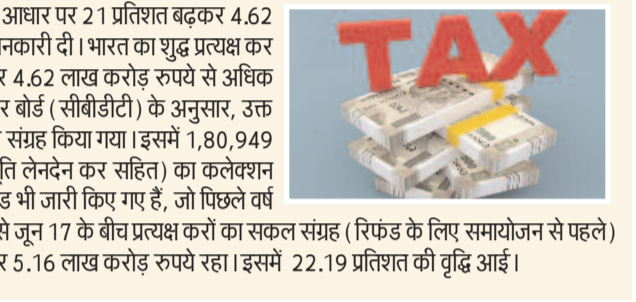 आधार पर 21 प्रतिशत बढ़कर 4.62
TAX
नकारी दी। भारत का शुद्ध प्रत्यक्ष कर
र 4.62 लाख करोड़ रुपये से अधिक
र बोर्ड (सीबीडीटी) के अनुसार, उक्त
संग्रह किया गया। इसमें 1,80,949
ति लेनदेन कर सहित) का कलेक्शन
ड भी जारी किए गए हैं, जो पिछले वर्ष
से जून 17 के बीच प्रत्यक्ष करों का सकल संग्रह (रिफंड के लिए समायोजन से पहले)
र 5.16 लाख करोड़ रुपये रहा। इसमें 22.19 प्रतिशत की वृद्धि आई।